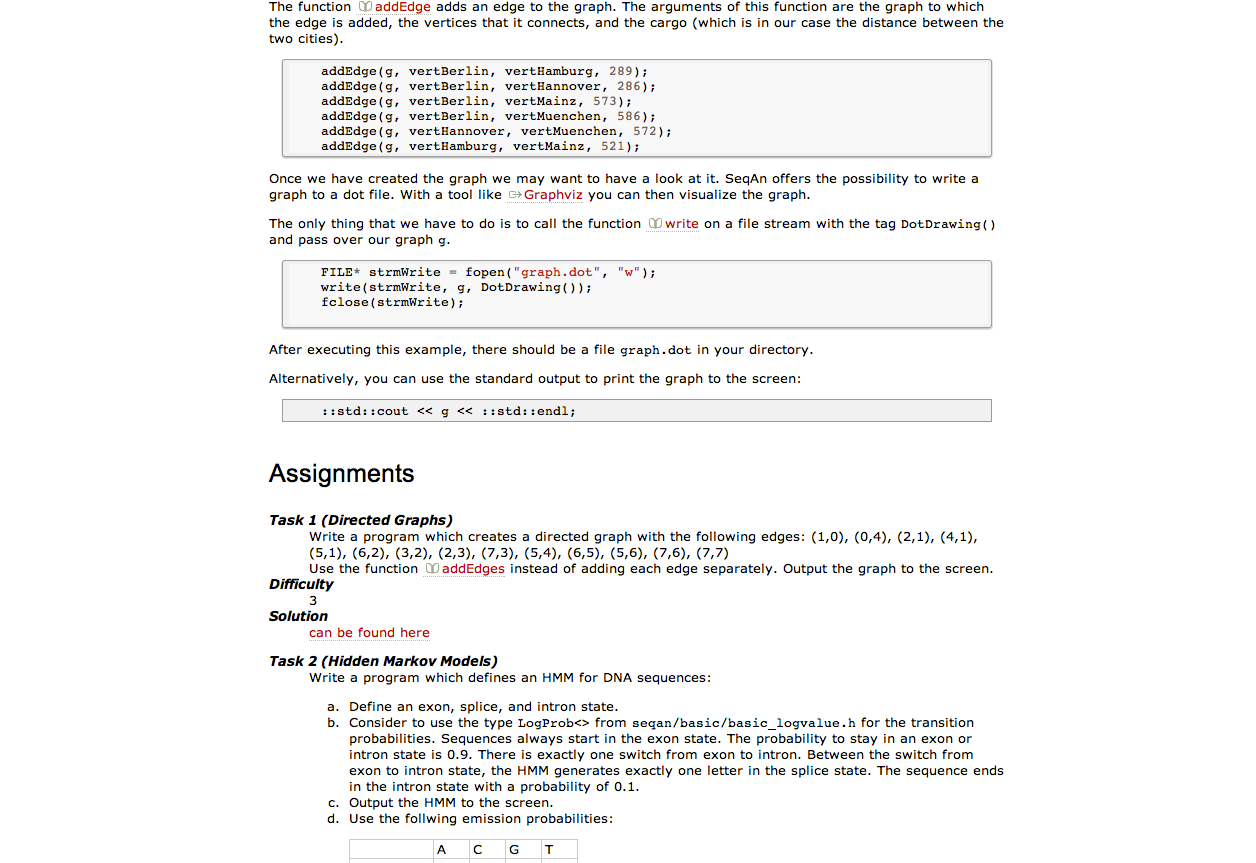 The function addEdge adds an edge to the graph. The arguments of this function are the graph to which
the edge is added, the vertices that it connects, and the cargo (which is in our case the distance between the
two cities).
addEdge(g, vertBerlin, vertHamburg, 289);
addEdge(g, vertBerlin, vertHannover, 286);
addEdge(g, vertBerlin, vertMainz, 573);
addEdge(g, vertBerlin, vertMuenchen, 586);
addEdge(g, vertHannover, vertMuenchen, 572);
addEdge(g, vertHamburg, vertMainz, 521);
Once we have created the graph we may want to have a look at it. SeqAn offers the possibility to write a
graph to a dot file. With a tool like Graphviz you can then visualize the graph.
The only thing that we have to do is to call the function write on a file stream with the tag DotDrawing()
and pass over our graph g.
FILE* strmWrite = fopen("graph.dot", "w");
write(strmWrite, g, DotDrawing());
fclose(strmWrite);
After executing this example, there should be a file graph.dot in your directory.
Alternatively, you can use the standard output to print the graph to the screen:
::std::cout << g << ::std::endl;
Assignments
Task 1 (Directed Graphs)
Write a program which creates a directed graph with the following edges: (1,0), (0,4), (2,1), (4,1),
(5,1), (6,2), (3,2), (2,3), (7,3), (5,4), (6,5), (5,6), (7,6), (7,7)
Use the function addEdges instead of adding each edge separately. Output the graph to the screen.
Difficulty
3
Solution
can be found here
Task 2 (Hidden Markov Models)
Write a program which defines an HMM for DNA sequences:
a. Define an exon, splice, and intron state.
b. Consider to use the type LogProb<> from seqan/basic/basic_logvalue.h for the transition
probabilities. Sequences always start in the exon state. The probability to stay in an exon or
intron state is 0.9. There is exactly one switch from exon to intron. Between the switch from
exon to intron state, the HMM generates exactly one letter in the splice state. The sequence ends
in the intron state with a probability of 0.1.
c. Output the HMM to the screen.
d. Use the follwing emission probabilities:
A C G T